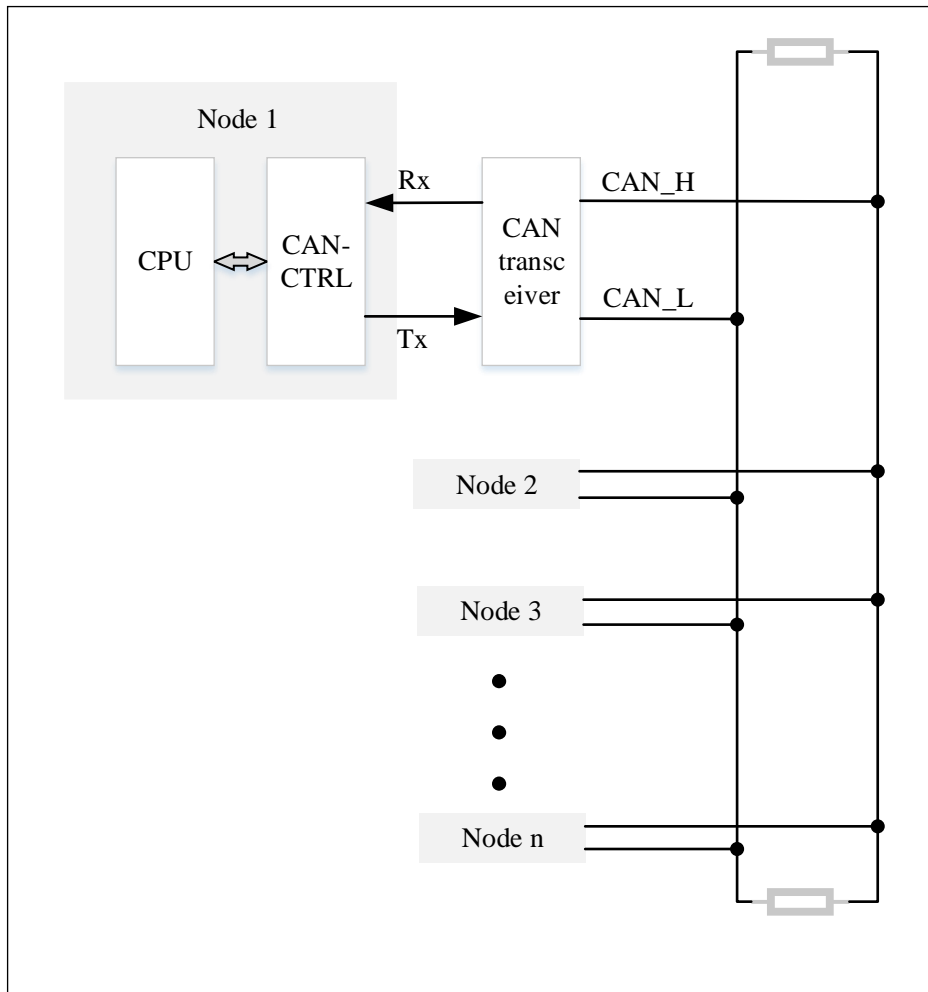 Node 1
CPU
CAN-
CTRL
Rx
Tx
CAN
transc
eiver
CAN_H
CAN_L
Node 2
Node 3
Node n